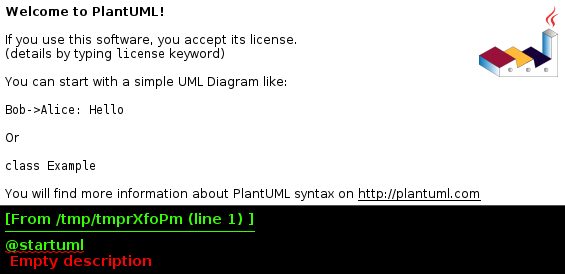 Welcome to PlantUML!
If you use this software, you accept its license.
(details by typing license keyword)
You can start with a simple UML Diagram like:
Bob->Alice: Hello
Or
class Example
You will find more information about PlantUML syntax on http://plantuml.com
[From /tmp/tmprXfoPm (line 1) ]
@startuml
Empty description